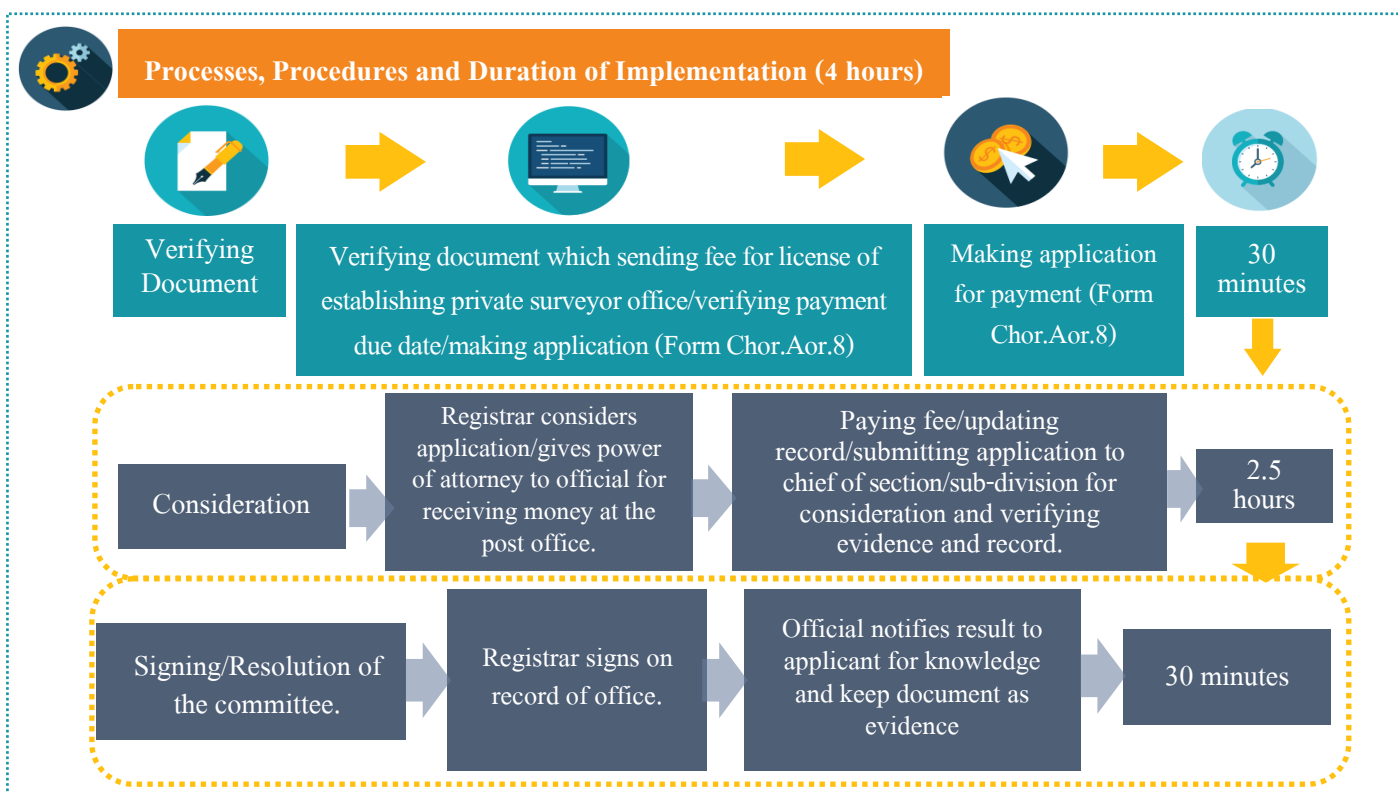 Processes, Procedures and Duration of Implementation (4 hours)
Verifying
Document
Verifying document which sending fee for license of
establishing private surveyor office/verifying payment
due date/making application (Form Chor.Aor.8)
Making application
for payment (Form
Chor.Aor.8)
30
minutes
Consideration
Registrar considers
application/gives power
of attorney to official for
receiving money at the
post office.
Paying fee/updating
record/submitting application to
chief of section/sub-division for
consideration and verifying
evidence and record.
2.5
hours
Signing/Resolution of
the committee.
Registrar signs on
record of office.
Official notifies result to
applicant for knowledge
and keep document as
evidence
30 minutes